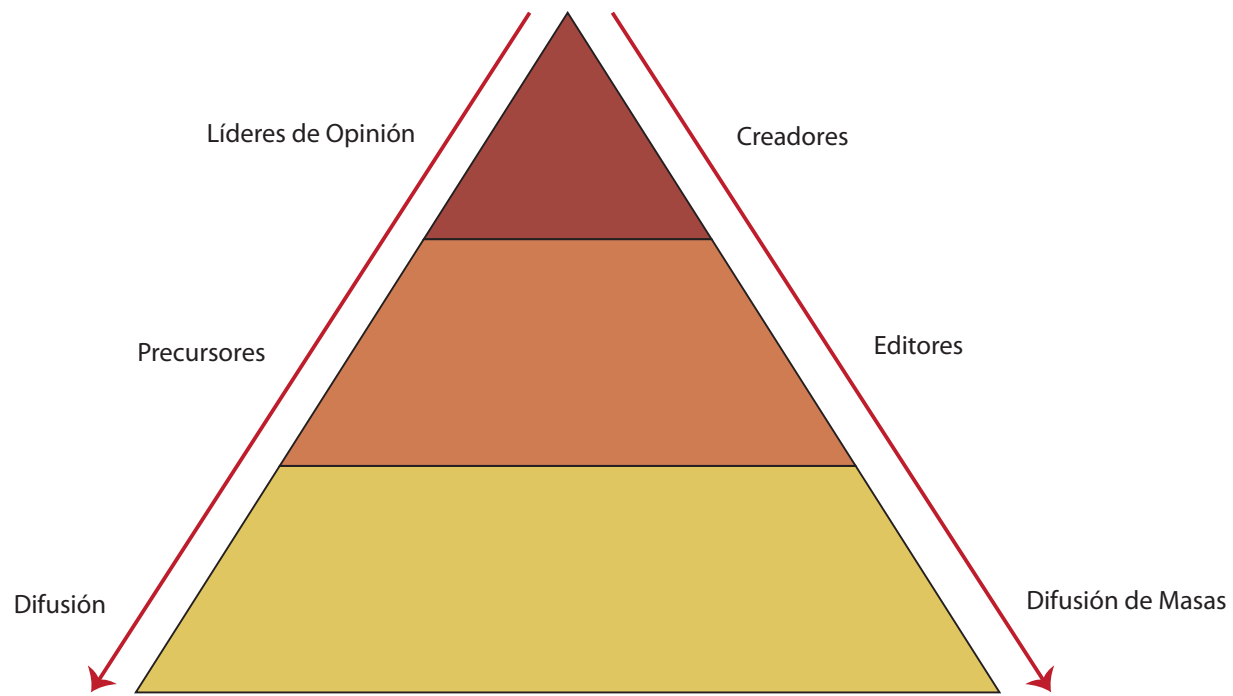 Líderes de Opinión
Creadores
Precursores
Editores
Difusión
Difusión de Masas